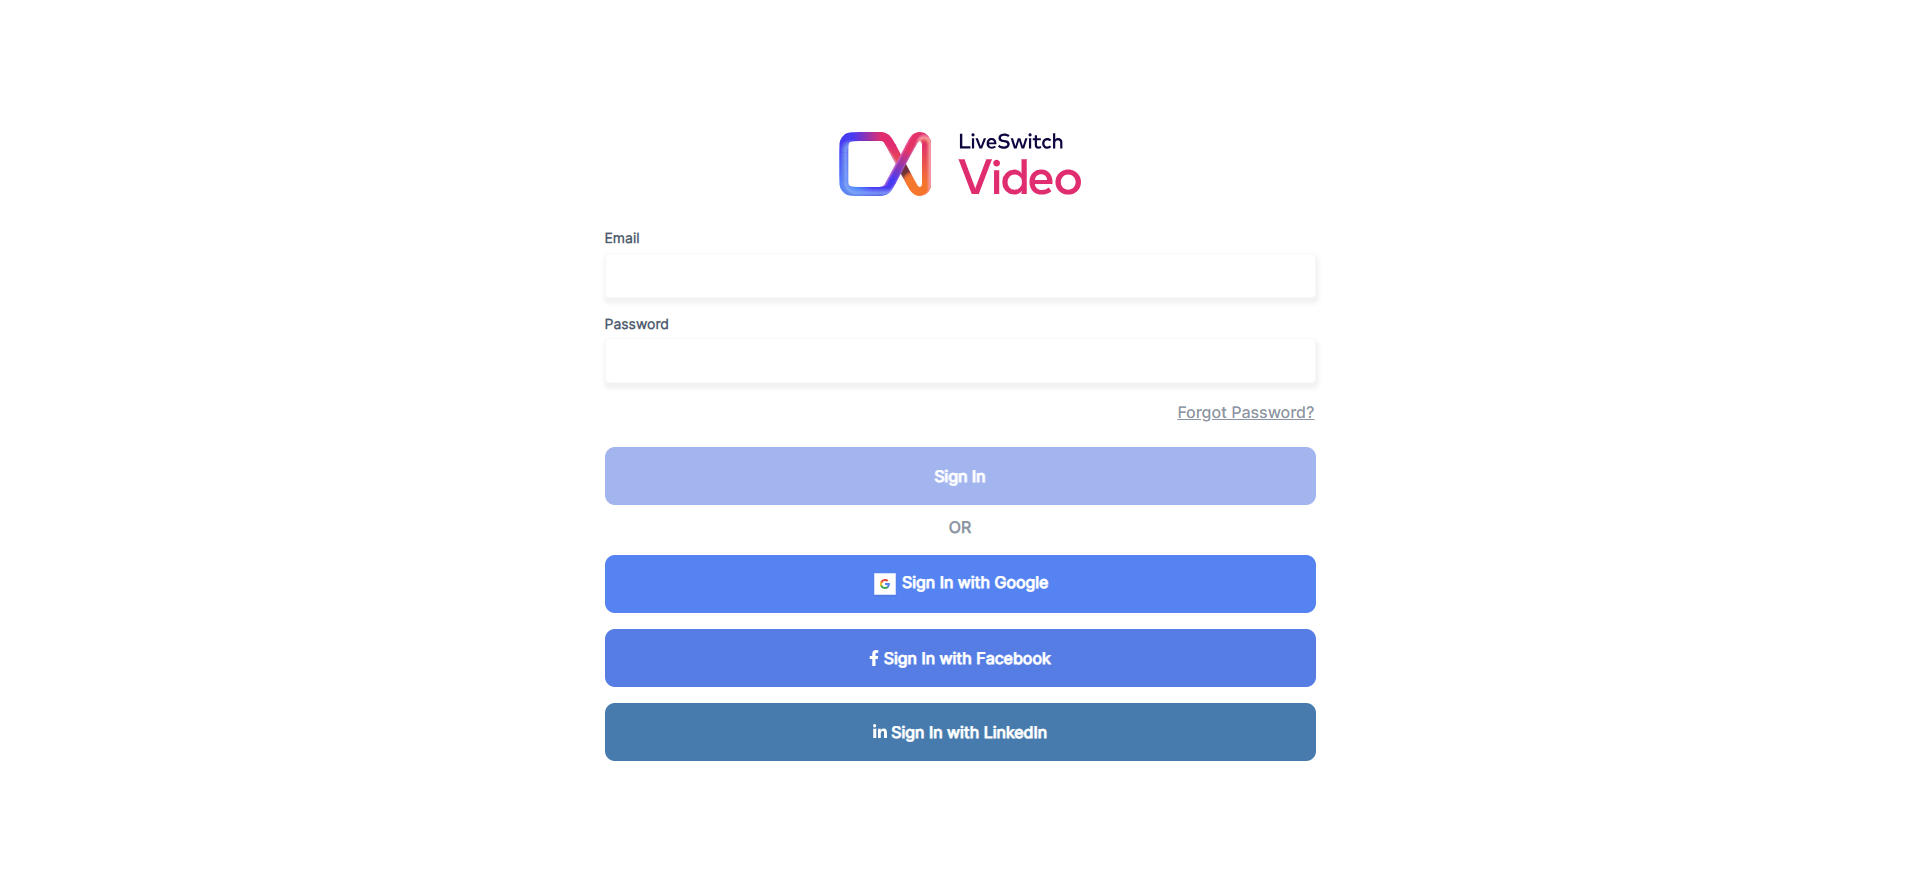 LiveSwitch
Video
Email
Password
Forgot Password?
Sign In
OR
Sign In with Google
Sign In with Facebook
Sign In with LinkedIn